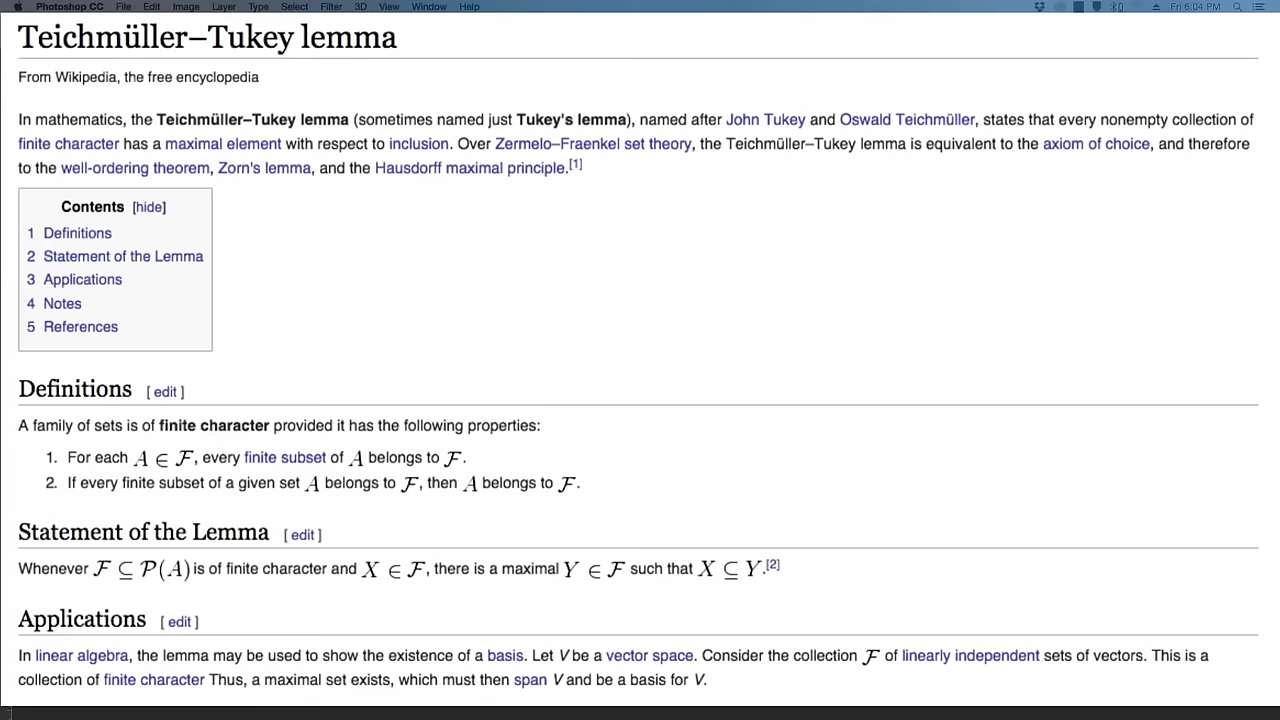 Photoshop CC File Edit Image Layer Type Select Filter 3D View Window Help Fri 6:04 PM
Teichmüller–Tukey lemma
From Wikipedia, the free encyclopedia
In mathematics, the Teichmüller–Tukey lemma (sometimes named just Tukey's lemma), named after John Tukey and Oswald Teichmüller, states that every nonempty collection of
finite character has a maximal element with respect to inclusion. Over Zermelo–Fraenkel set theory, the Teichmüller–Tukey lemma is equivalent to the axiom of choice, and therefore
to the well-ordering theorem, Zorn's lemma, and the Hausdorff maximal principle.[1]
Contents [hide]
1 Definitions
2 Statement of the Lemma
3 Applications
4 Notes
5 References
Definitions [ edit ]
A family of sets is of finite character provided it has the following properties:
1. For each A ∈ ℱ, every finite subset of A belongs to ℱ.
2. If every finite subset of a given set A belongs to ℱ, then A belongs to ℱ.
Statement of the Lemma [ edit ]
Whenever ℱ ⊆ 𝒫(A) is of finite character and X ∈ ℱ, there is a maximal Y ∈ ℱ such that X ⊆ Y.[2]
Applications [ edit ]
In linear algebra, the lemma may be used to show the existence of a basis. Let V be a vector space. Consider the collection ℱ of linearly independent sets of vectors. This is a
collection of finite character Thus, a maximal set exists, which must then span V and be a basis for V.